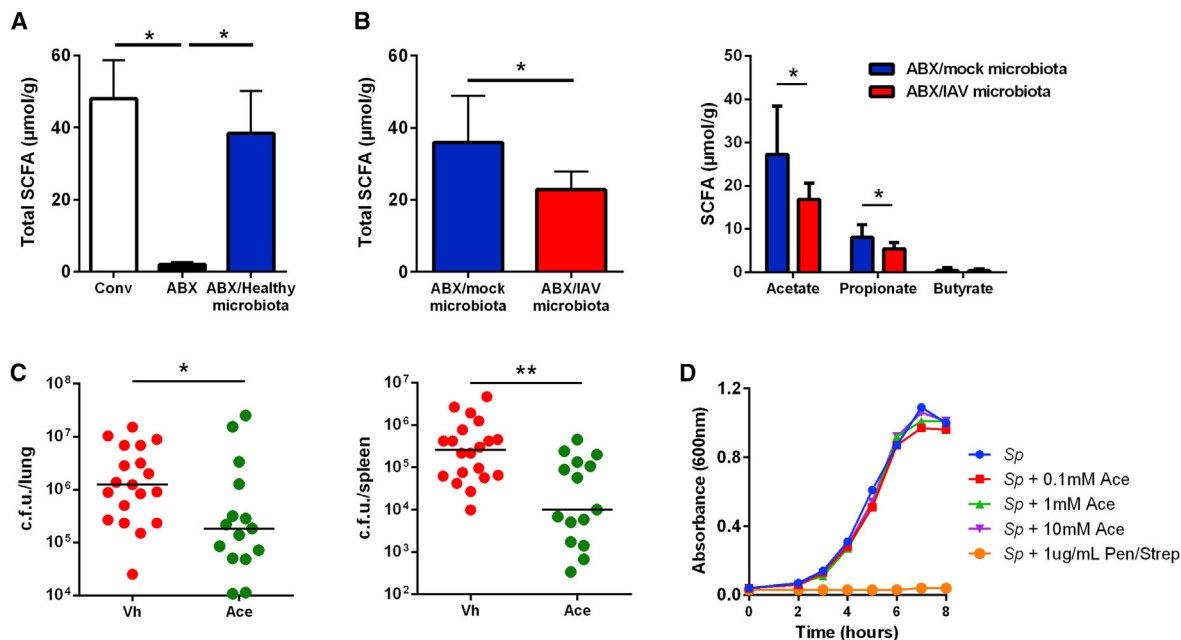 A
B
* *
60
40
20
0
Total SCFA (µmol/g)
Conv ABX ABX/Healthy
microbiota
*
60
40
20
0
Total SCFA (µmol/g)
ABX/mock
microbiota
ABX/IAV
microbiota
ABX/mock microbiota
ABX/IAV microbiota
* *
50
40
30
20
10
0
SCFA (µmol/g)
Acetate Propionate Butyrate
C
*
10⁸
10⁷
10⁶
10⁵
10⁴
c.f.u./lung
Vh Ace
**
10⁷
10⁶
10⁵
10⁴
10³
10²
c.f.u./spleen
Vh Ace
D
1.2
0.8
0.4
0.0
Absorbance (600nm)
0 2 4 6 8
Time (hours)
Sp
Sp + 0.1mM Ace
Sp + 1mM Ace
Sp + 10mM Ace
Sp + 1ug/mL Pen/Strep